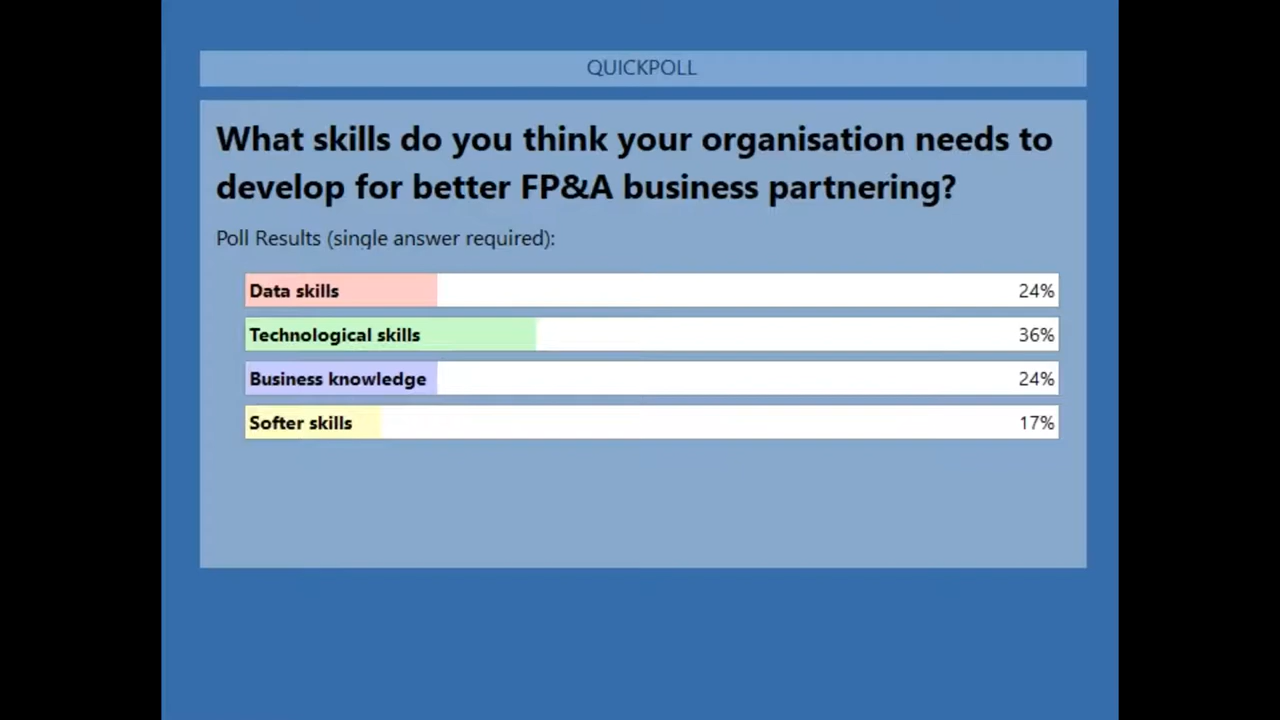 QUICKPOLL
What skills do you think your organisation needs to
develop for better FP&A business partnering?
Poll Results (single answer required):
Data skills 24%
Technological skills 36%
Business knowledge 24%
Softer skills 17%